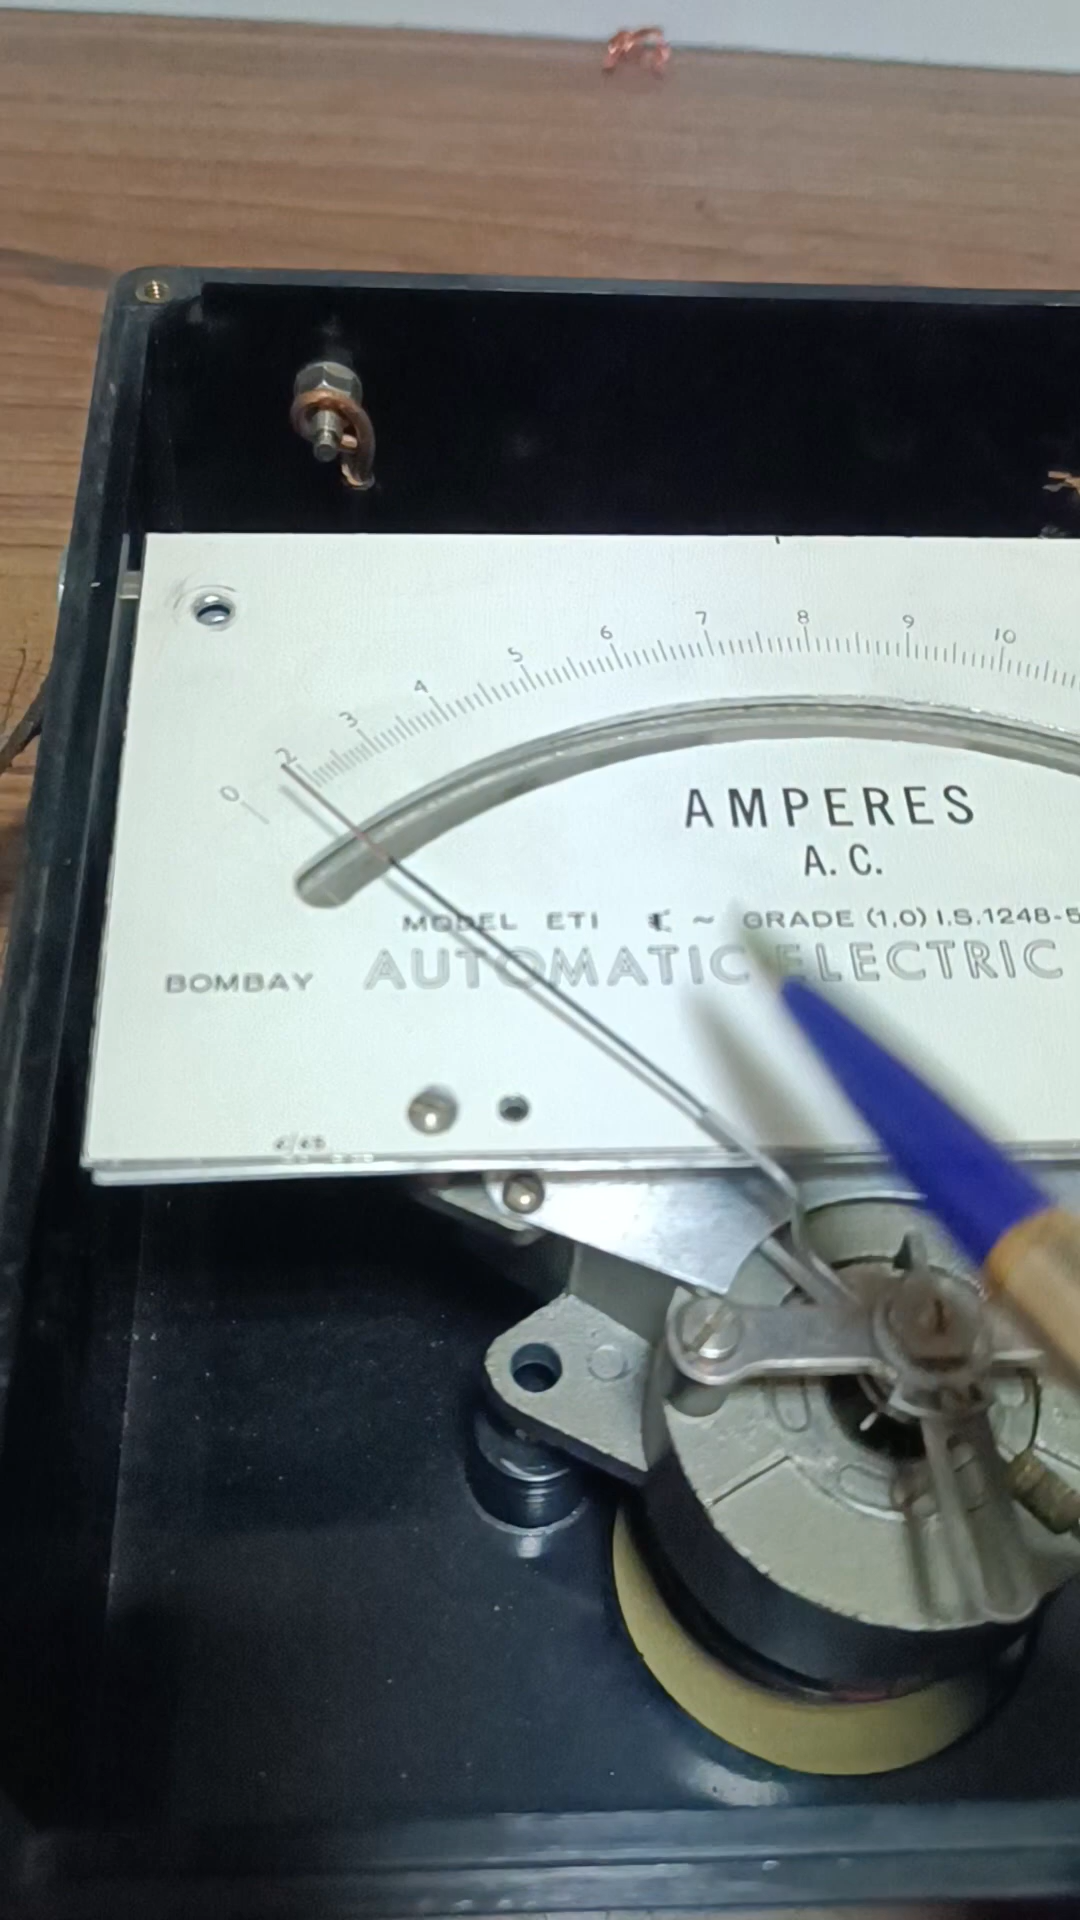 0 2 3 4 5 6 7 8 9 10
AMPERES
A.C.
MODEL ETI ~ GRADE (1,0) I.S.1248-5
AUTOMATIC ELECTRIC
BOMBAY